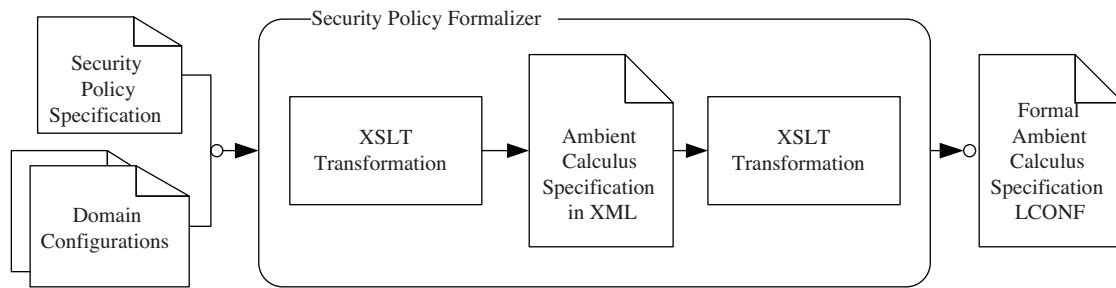 Security Policy Formalizer
Security
Policy
Specification
Domain
Configurations
XSLT
Transformation
Ambient
Calculus
Specification
in XML
XSLT
Transformation
Formal
Ambient
Calculus
Specification
LCONF